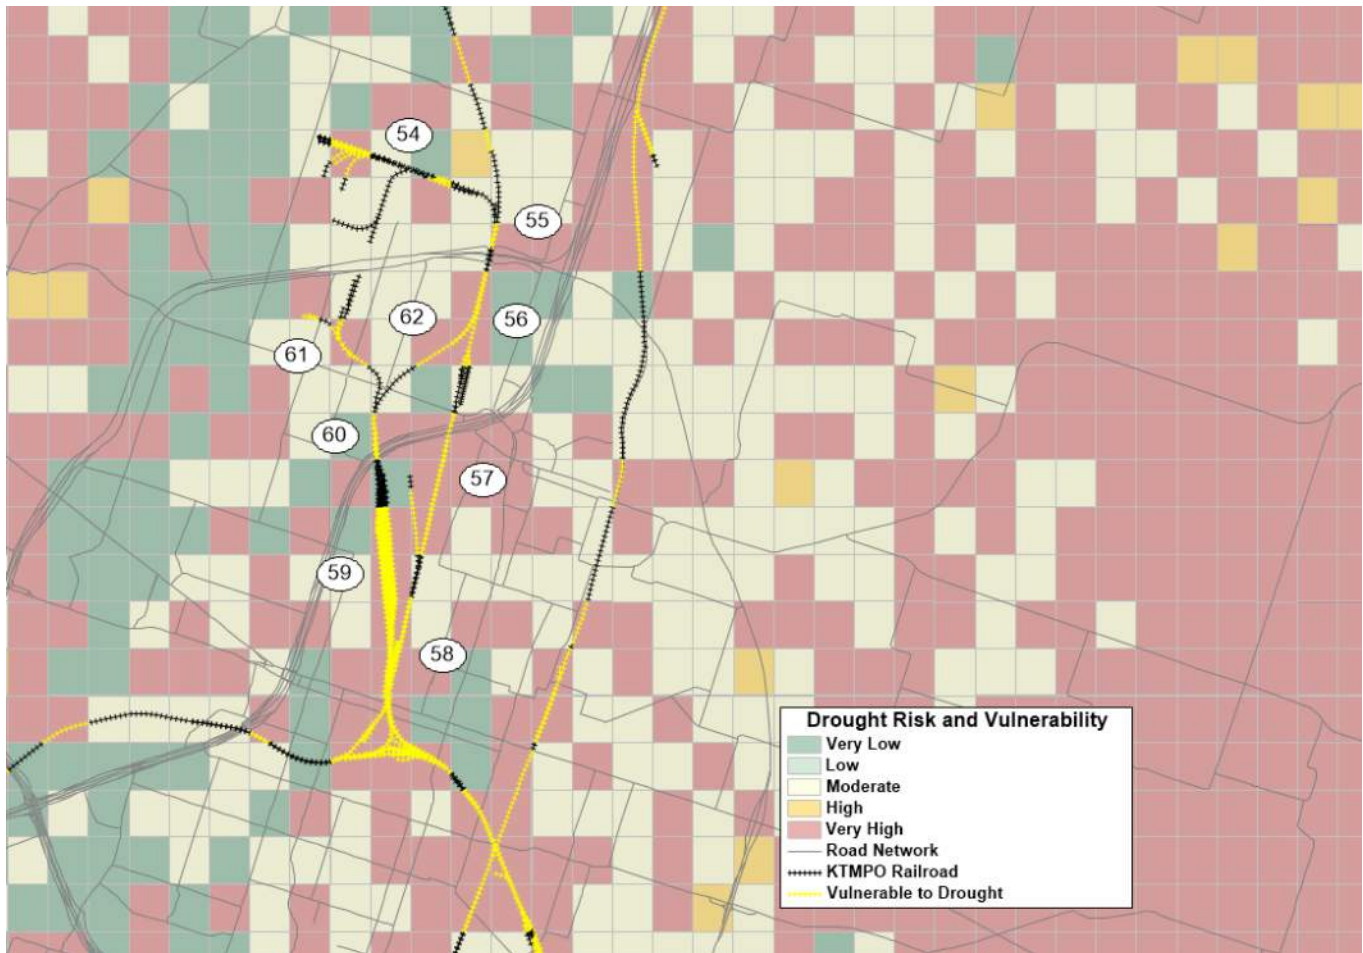 54
55
56
62
61
60
57
59
58
Drought Risk and Vulnerability
Very Low
Low
Moderate
High
Very High
Road Network
KTMPO Railroad
Vulnerable to Drought